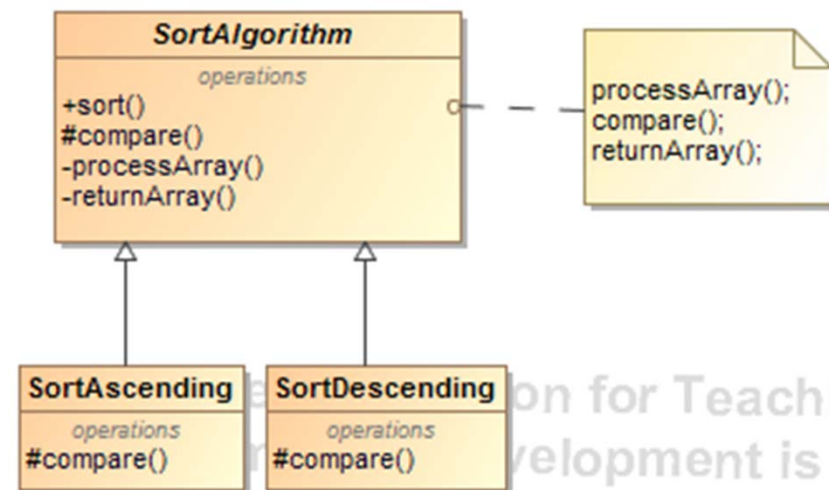 SortAlgorithm
operations
+sort()
#compare()
-processArray()
-returnArray()
processArray();
compare();
returnArray();
SortAscending
operations
#compare()
SortDescending
operations
#compare()
on for Teach
velopment is